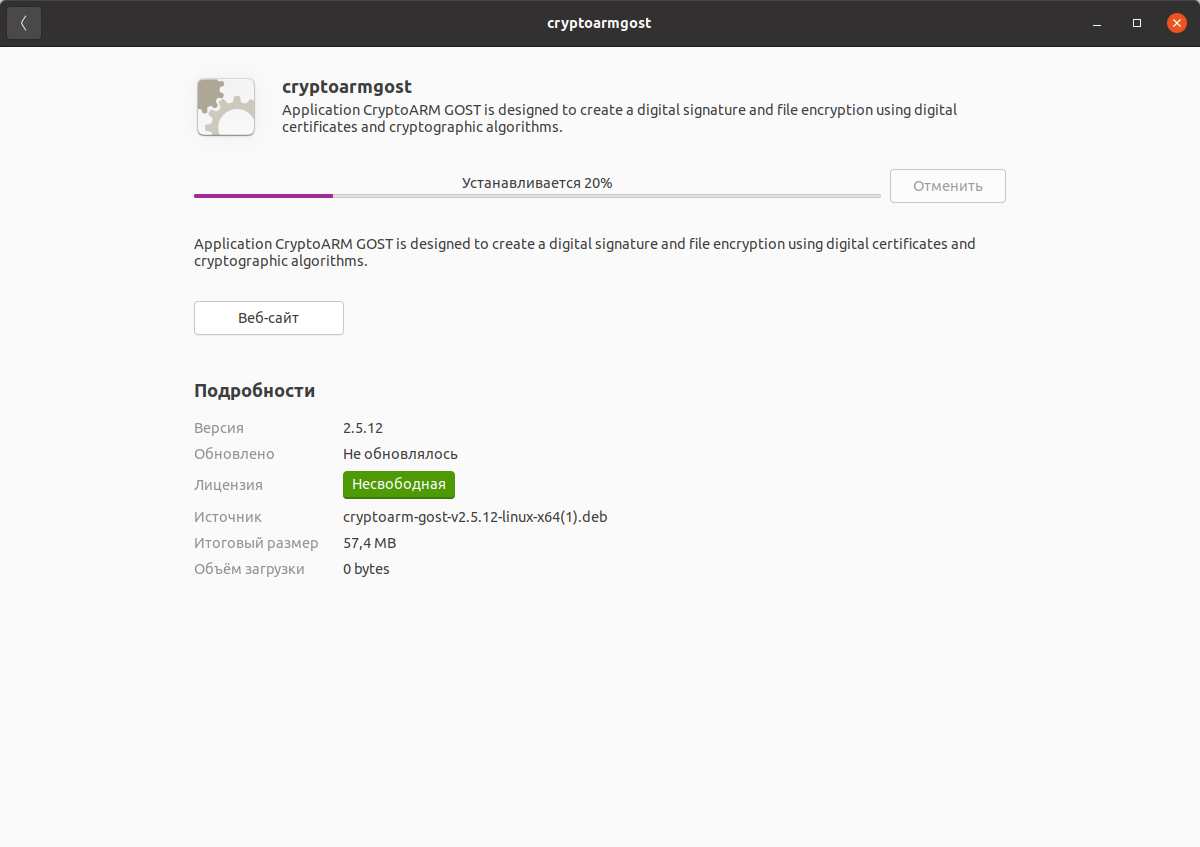 cryptoarmgost
cryptoarmgost
Application CryptoARM GOST is designed to create a digital signature and file encryption using digital
certificates and cryptographic algorithms.
Устанавливается 20%
Отменить
Application CryptoARM GOST is designed to create a digital signature and file encryption using digital certificates and
cryptographic algorithms.
Веб-сайт
Подробности
Версия 2.5.12
Обновлено Не обновлялось
Лицензия Несвободная
Источник cryptoarm-gost-v2.5.12-linux-x64(1).deb
Итоговый размер 57,4 MB
Объём загрузки 0 bytes